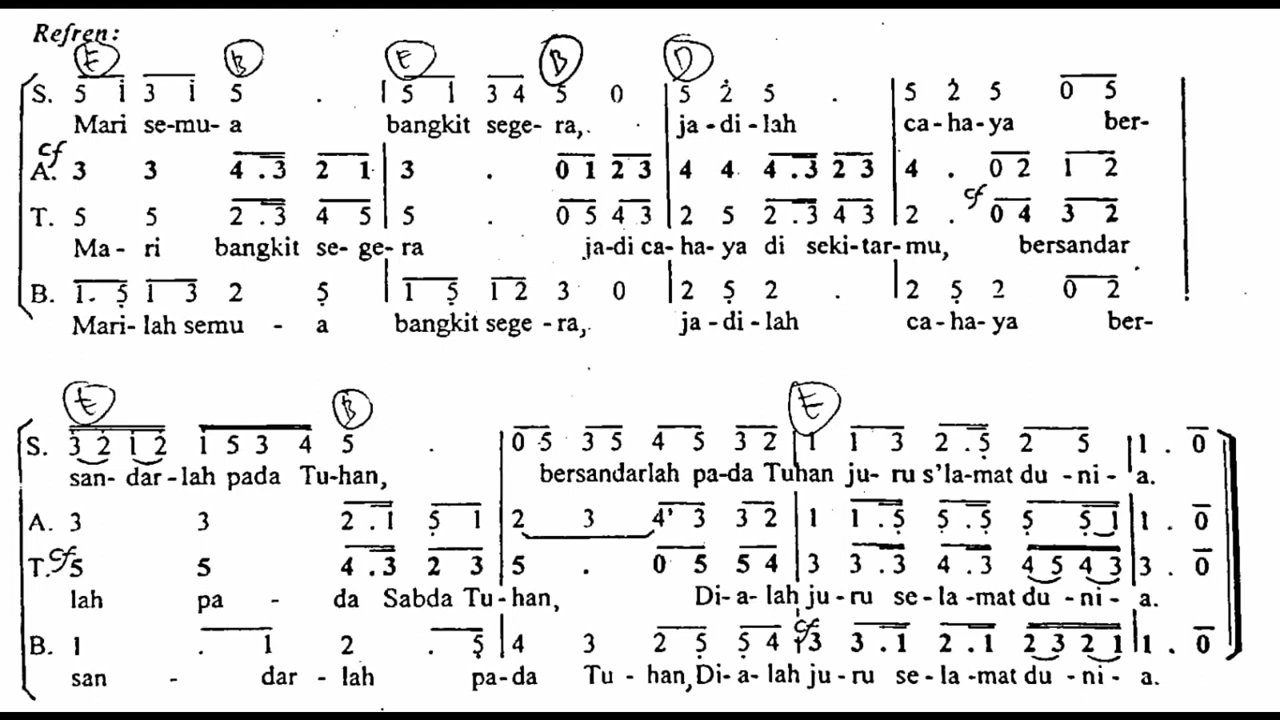 Refren:
E B E B D
S. 5 1̇ 3 1̇ 5 . | 5 1 3 4 5 0 | 5 2̇ 5 . | 5 2̇ 5 0 5
Mari se-mu- a bangkit sege- ra, ja - di - lah ca - ha - ya ber-
cf
A. 3 3 4 . 3 2 1 | 3 . 0 1 2 3 | 4 4 4 . 3 2 3 | 4 . 0 2 1 2
cf
T. 5 5 2 . 3 4 5 | 5 . 0 5 4 3 | 2 5 2 . 3 4 3 | 2 . 0 4 3 2
Ma - ri bangkit se- ge- ra ja-di ca- ha- ya di seki-tar-mu, bersandar
B. 1 . 5̣ 1 3 2 5̣ | 1 5̣ 1 2 3 0 | 2 5̣ 2 . | 2 5̣ 2 0 2
Mari- lah semu - a bangkit sege - ra, ja - di - lah ca - ha- ya ber-
E B E
S. 3 2 1 2 1 5 3 4 5 . | 0 5 3 5 4 5 3 2 | 1 1 3 2 . 5̣ 2 5 | 1 . 0
san- dar -lah pada Tu-han, bersandarlah pa-da Tuhan ju- ru s'la-mat du -ni - a.
A. 3 3 2 . 1 5̣ 1 | 2 3 4' 3 3 2 | 1 1 . 5̣ 5̣ . 5̣ 5̣ 5̣ 1 | 1 . 0
cf
T. 5 5 4 . 3 2 3 | 5 . 0 5 5 4 | 3 3 . 3 4 . 3 4 5 4 3 | 3 . 0
lah pa - da Sabda Tu - han, Di- a- lah ju - ru se - la -mat du - ni - a.
cf
B. 1 . 1 2 . 5̣ | 4 3 2 5̣ 5̣ 4 | 3 3 . 1 2 . 1 2 3 2 1 | 1 . 0
san - dar - lah pa-da Tu - han, Di- a- lah ju - ru se - la -mat du - ni - a.